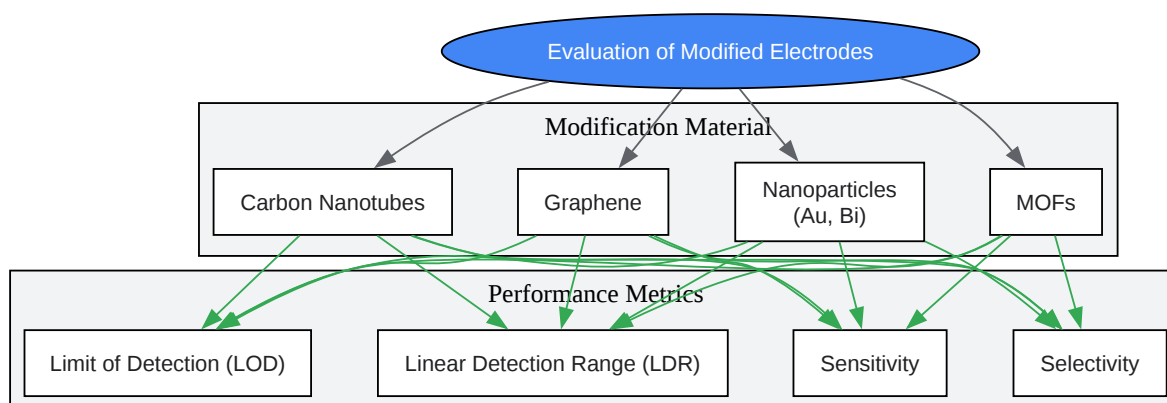 Evaluation of Modified Electrodes
Modification Material
Carbon Nanotubes
Graphene
Nanoparticles
(Au, Bi)
MOFs
Performance Metrics
Limit of Detection (LOD)
Linear Detection Range (LDR)
Sensitivity
Selectivity